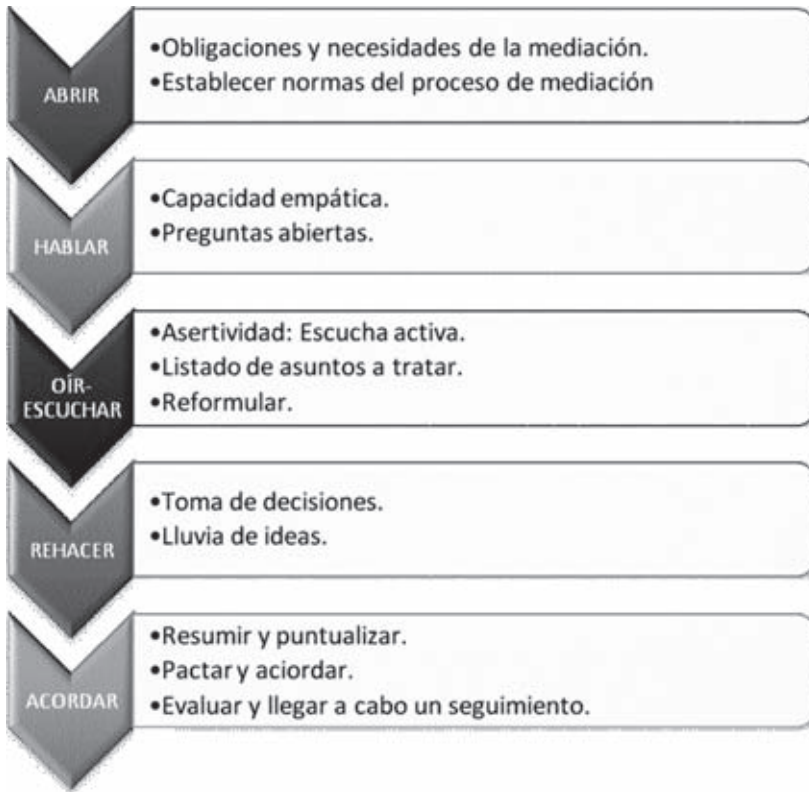 ABRIR
•Obligaciones y necesidades de la mediación.
•Establecer normas del proceso de mediación
HABLAR
•Capacidad empática.
•Preguntas abiertas.
OÍR-
ESCUCHAR
•Asertividad: Escucha activa.
•Listado de asuntos a tratar.
•Reformular.
REHACER
•Toma de decisiones.
•Lluvia de ideas.
ACORDAR
•Resumir y puntualizar.
•Pactar y aciordar.
•Evaluar y llegar a cabo un seguimiento.